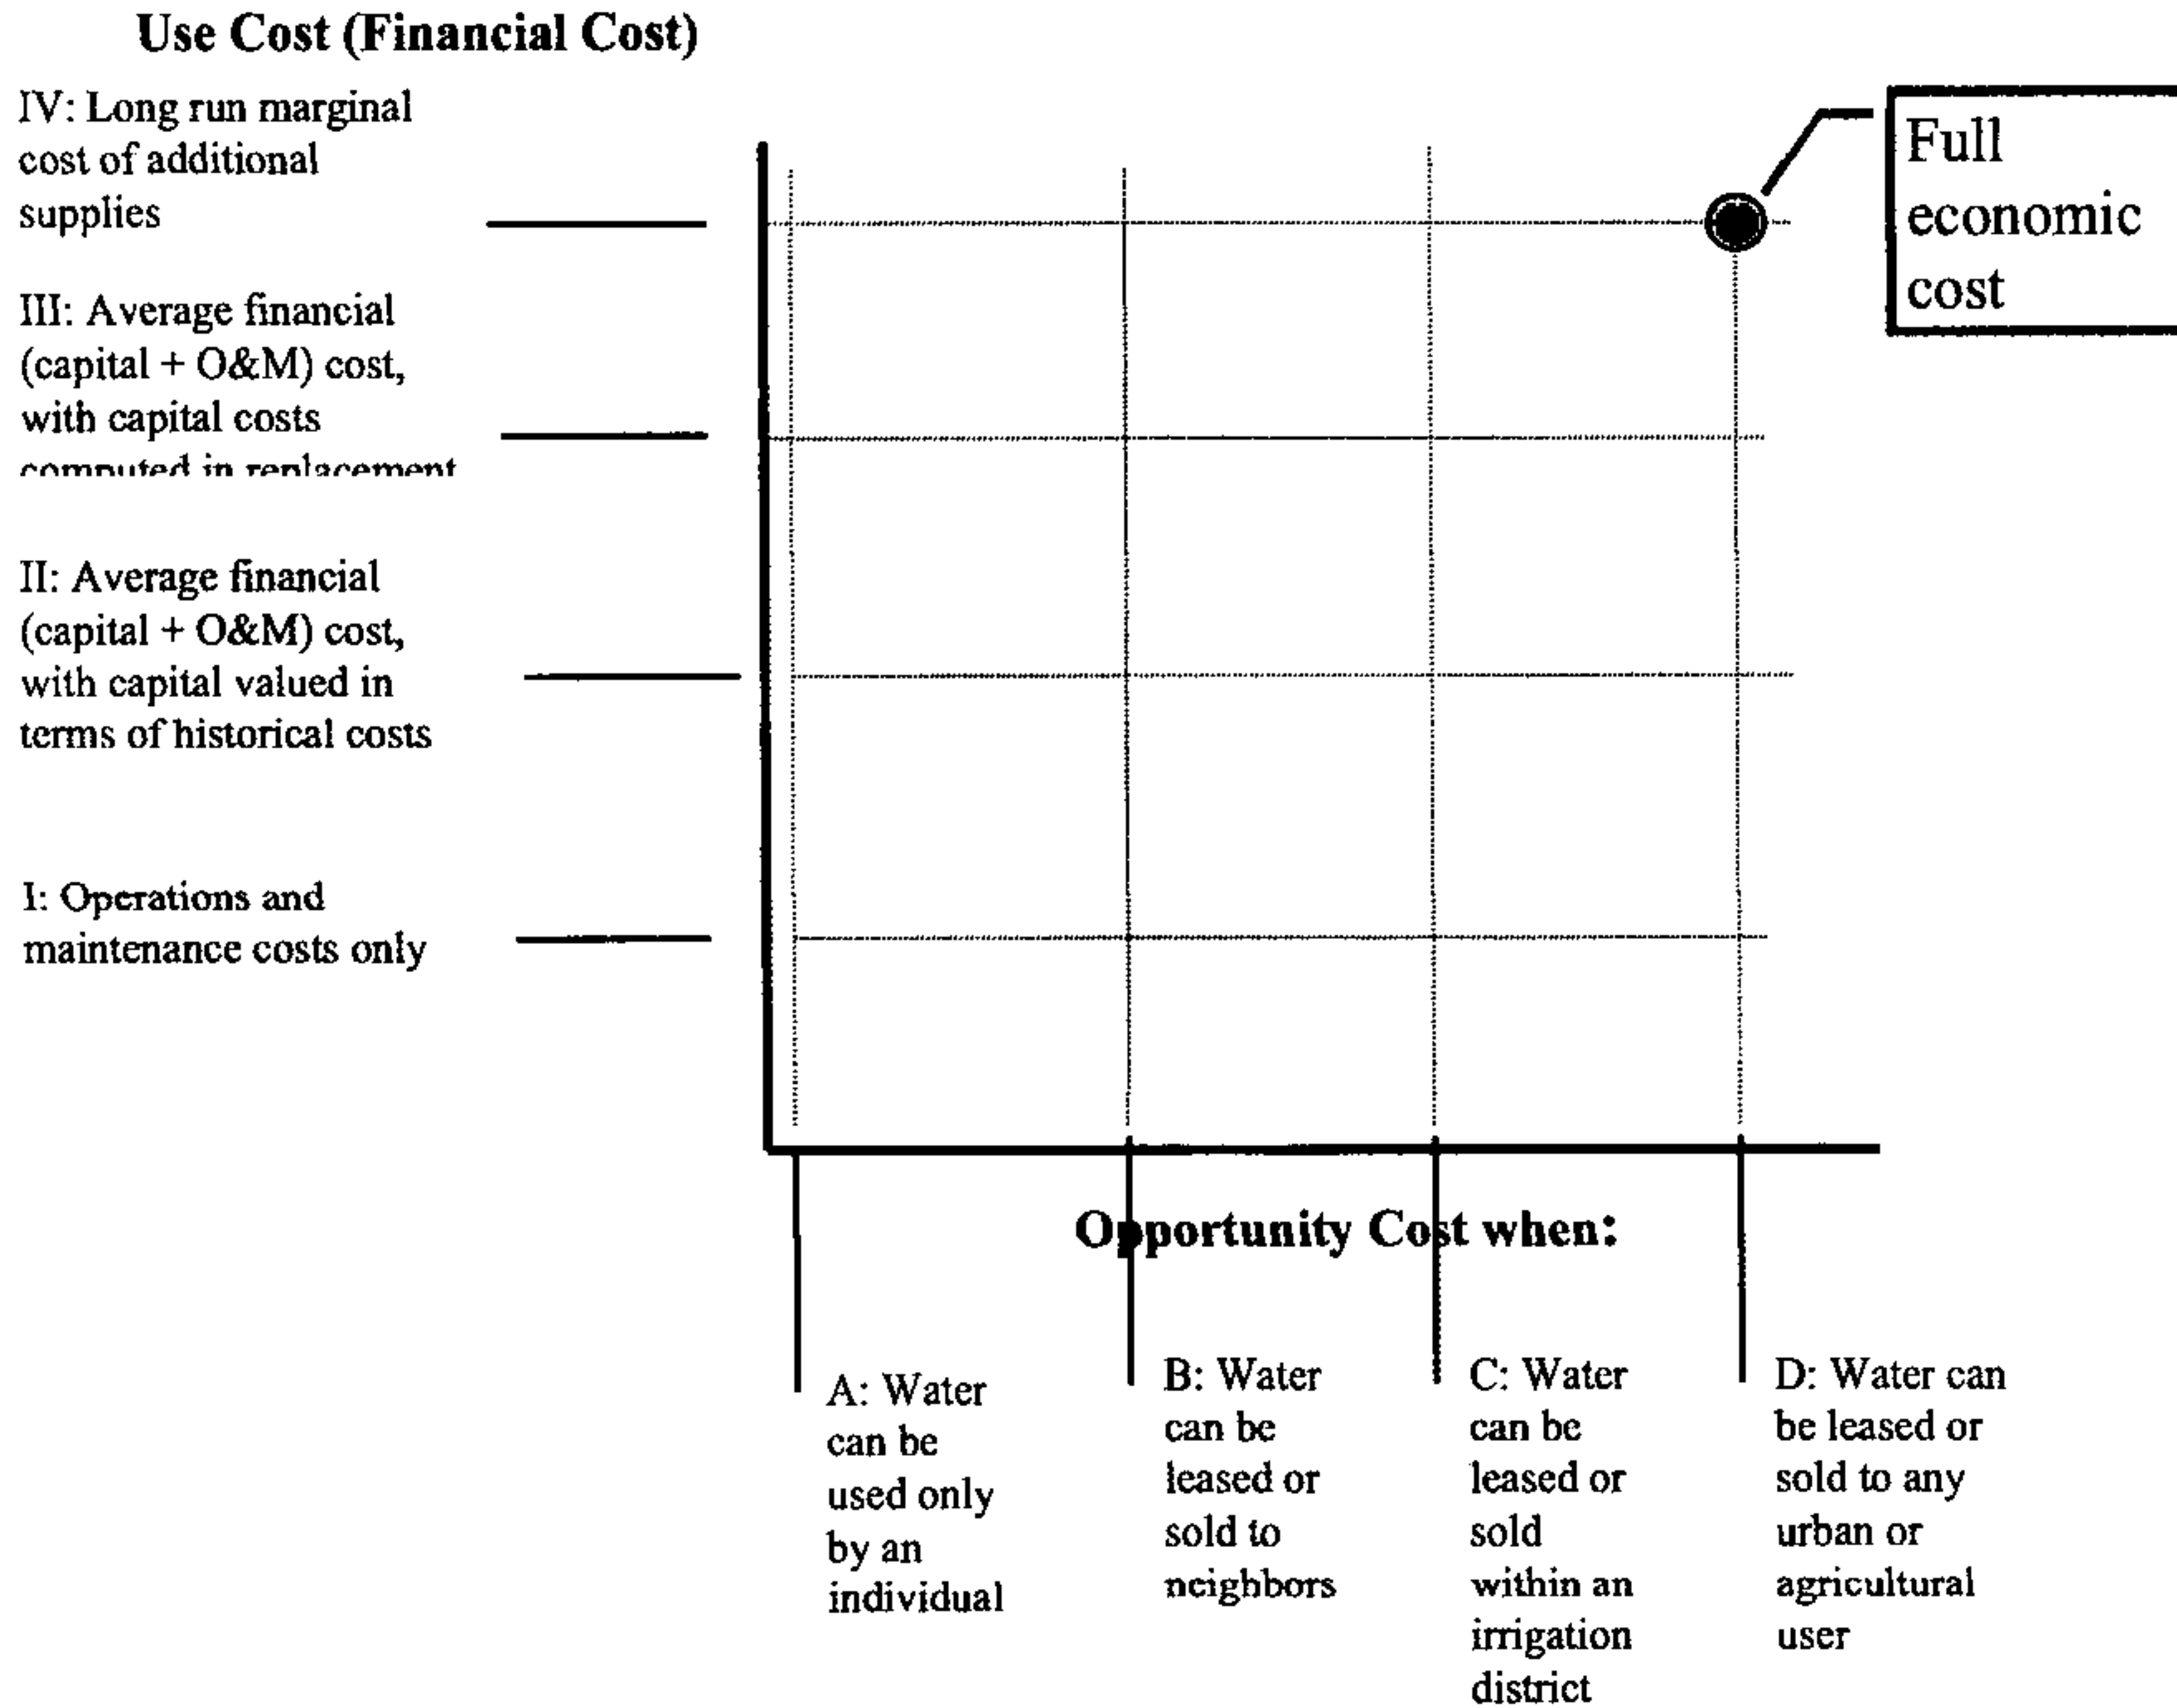 Use Cost (Financial Cost)
IV: Long run marginal
cost of additional
supplies
III: Average financial
(capital + O&M) cost,
with capital costs
computed in replacement
II: Average financial
(capital + O&M) cost,
with capital valued in
terms of historical costs
I: Operations and
maintenance costs only
Full
economic
cost
Opportunity Cost when:
A: Water
can be
used only
by an
individual
B: Water
can be
leased or
sold to
neighbors
C: Water
can be
leased or
sold
within an
irrigation
district
D: Water can
be leased or
sold to any
urban or
agricultural
user